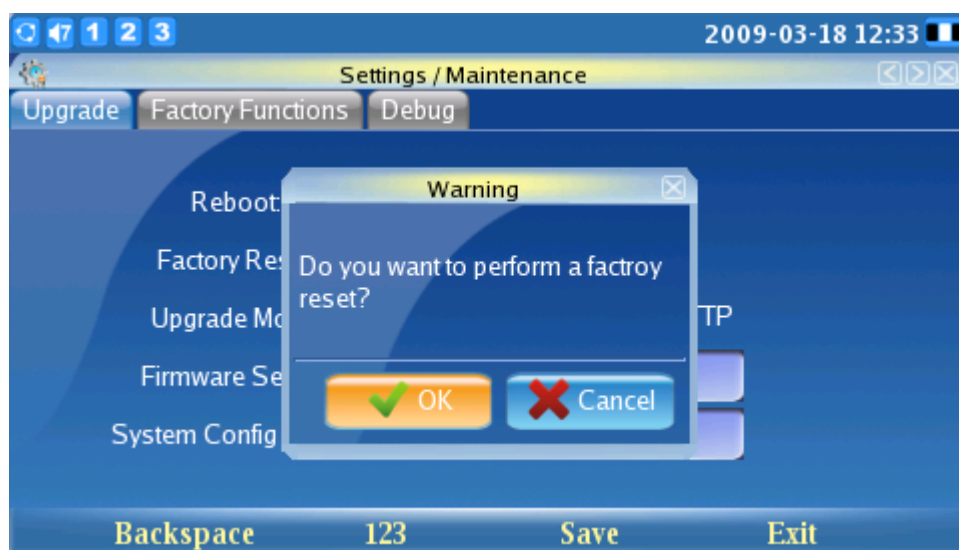 47 1 2 3 2009-03-18 12:33
Settings / Maintenance
Upgrade Factory Functions Debug
Warning
Reboot:
Factory Res
Do you want to perform a factroy
reset?
Upgrade Mo TP
Firmware Se
OK Cancel
System Config
Backspace 123 Save Exit